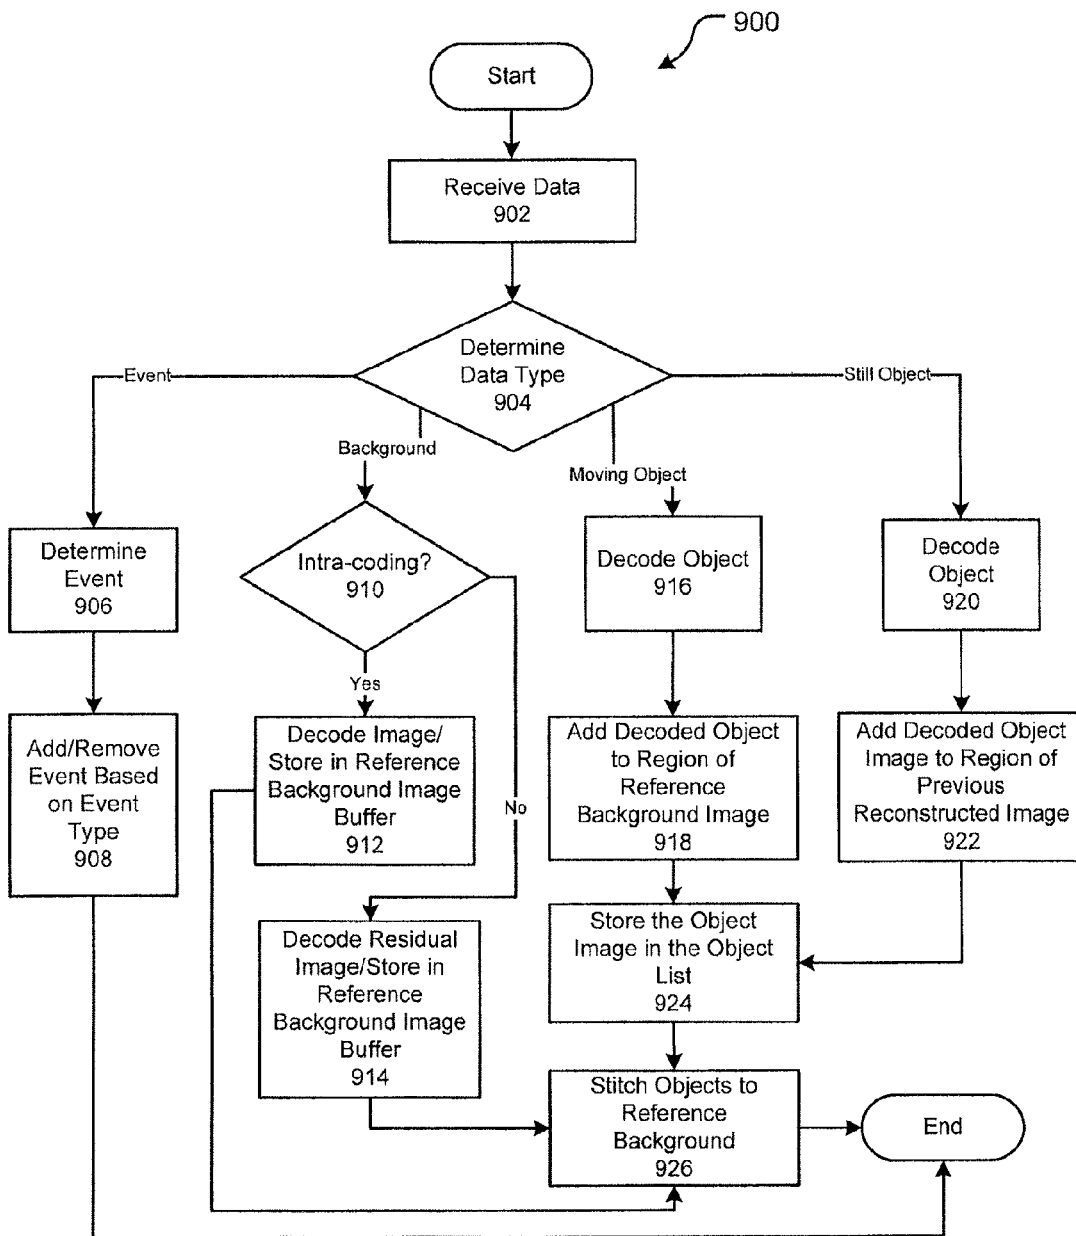 900
Start
Receive Data
902
Determine
Data Type
904
Event
Still Object
Background
Moving Object
Determine
Event
906
Intra-coding?
910
Decode Object
916
Decode
Object
920
Yes
No
Add/Remove
Event Based
on Event
Type
908
Decode Image/
Store in Reference
Background Image
Buffer
912
Add Decoded Object
to Region of
Reference
Background Image
918
Add Decoded Object
Image to Region of
Previous
Reconstructed Image
922
Decode Residual
Image/Store in
Reference
Background Image
Buffer
914
Store the Object
Image in the Object
List
924
Stitch Objects to
Reference
Background
926
End